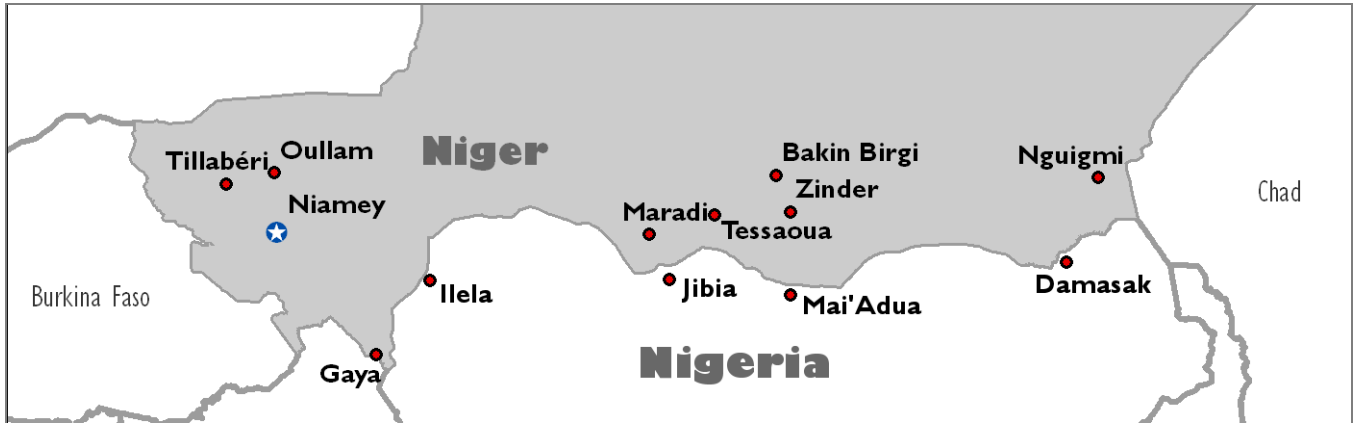 Oullam
Tillabéri
Niger
Bakin Birgi
Nguigmi
Zinder
Chad
Niamey
Maradi
Tessaoua
Burkina Faso
Ilela
Jibia
Mai'Adua
Damasak
Nigeria
Gaya